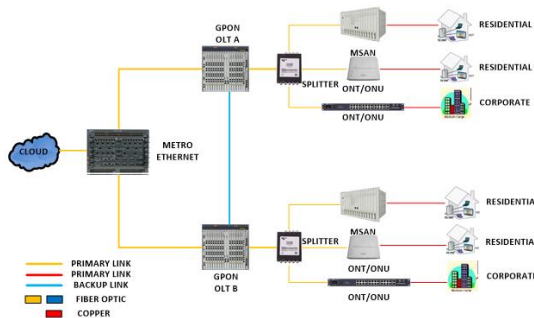 GPON
OLT A
RESIDENTIAL
MSAN
SPLITTER
RESIDENTIAL
ONT/ONU
CORPORATE
ONT/ONU
METRO
ETHERNET
CLOUD
RESIDENTIA
MSAN
SPLITTER
RESIDENTIA
ONT/ONU
GPON
OLT B
CORPORAT
ONT/ONU
PRIMARY LINK
PRIMARY LINK
BACKUP LINK
FIBER OPTIC
COPPER